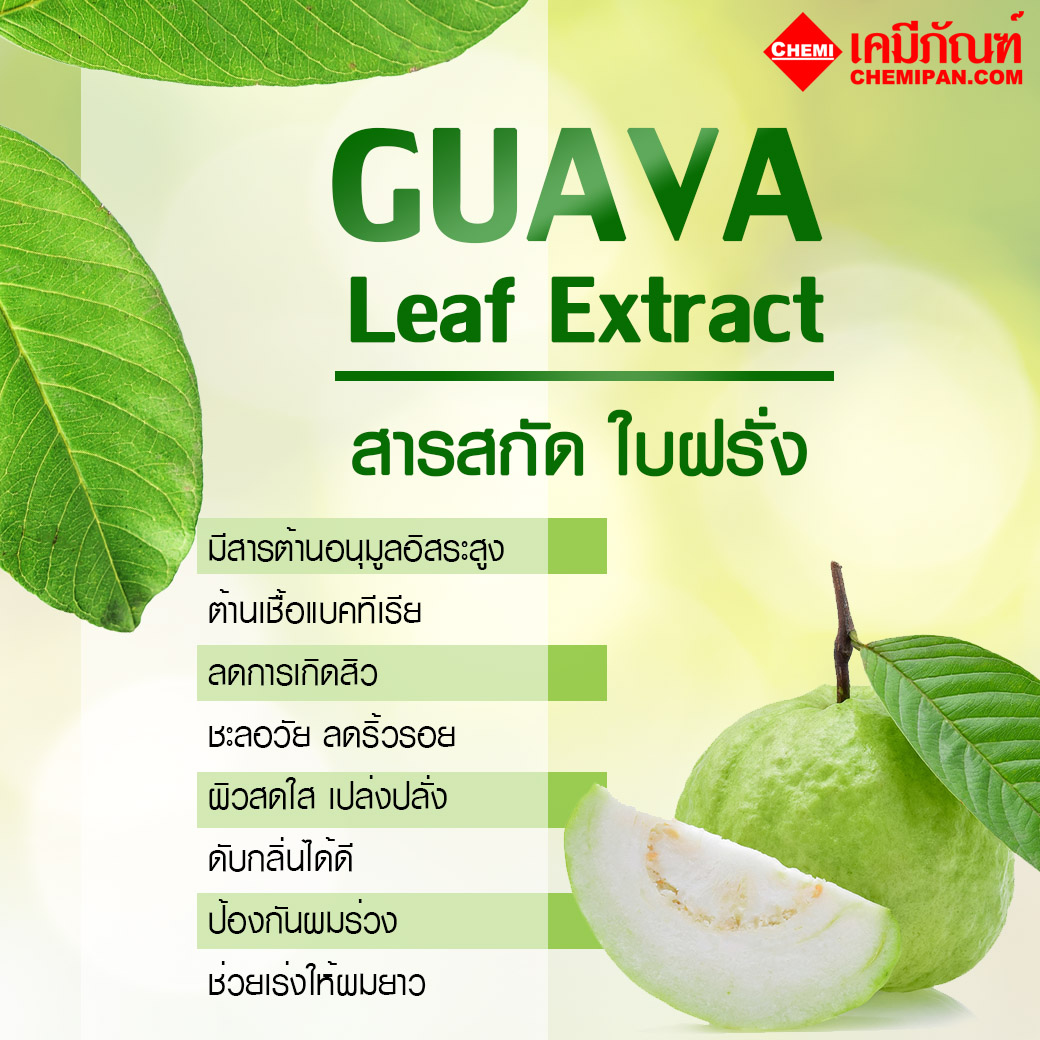 CHEMI เคมีภัณฑ์
CHEMIPAN.COM
GUAVA
Leaf Extract
สารสกัด ใบฝรั่ง
มีสารต้านอนุมูลอิสระสูง
ต้านเชื้อแบคทีเรีย
ลดการเกิดสิว
ชะลอวัย ลดริ้วรอย
ผิวสดใส เปล่งปลั่ง
ดับกลิ่นได้ดี
ป้องกันผมร่วง
ช่วยเร่งให้ผมยาว